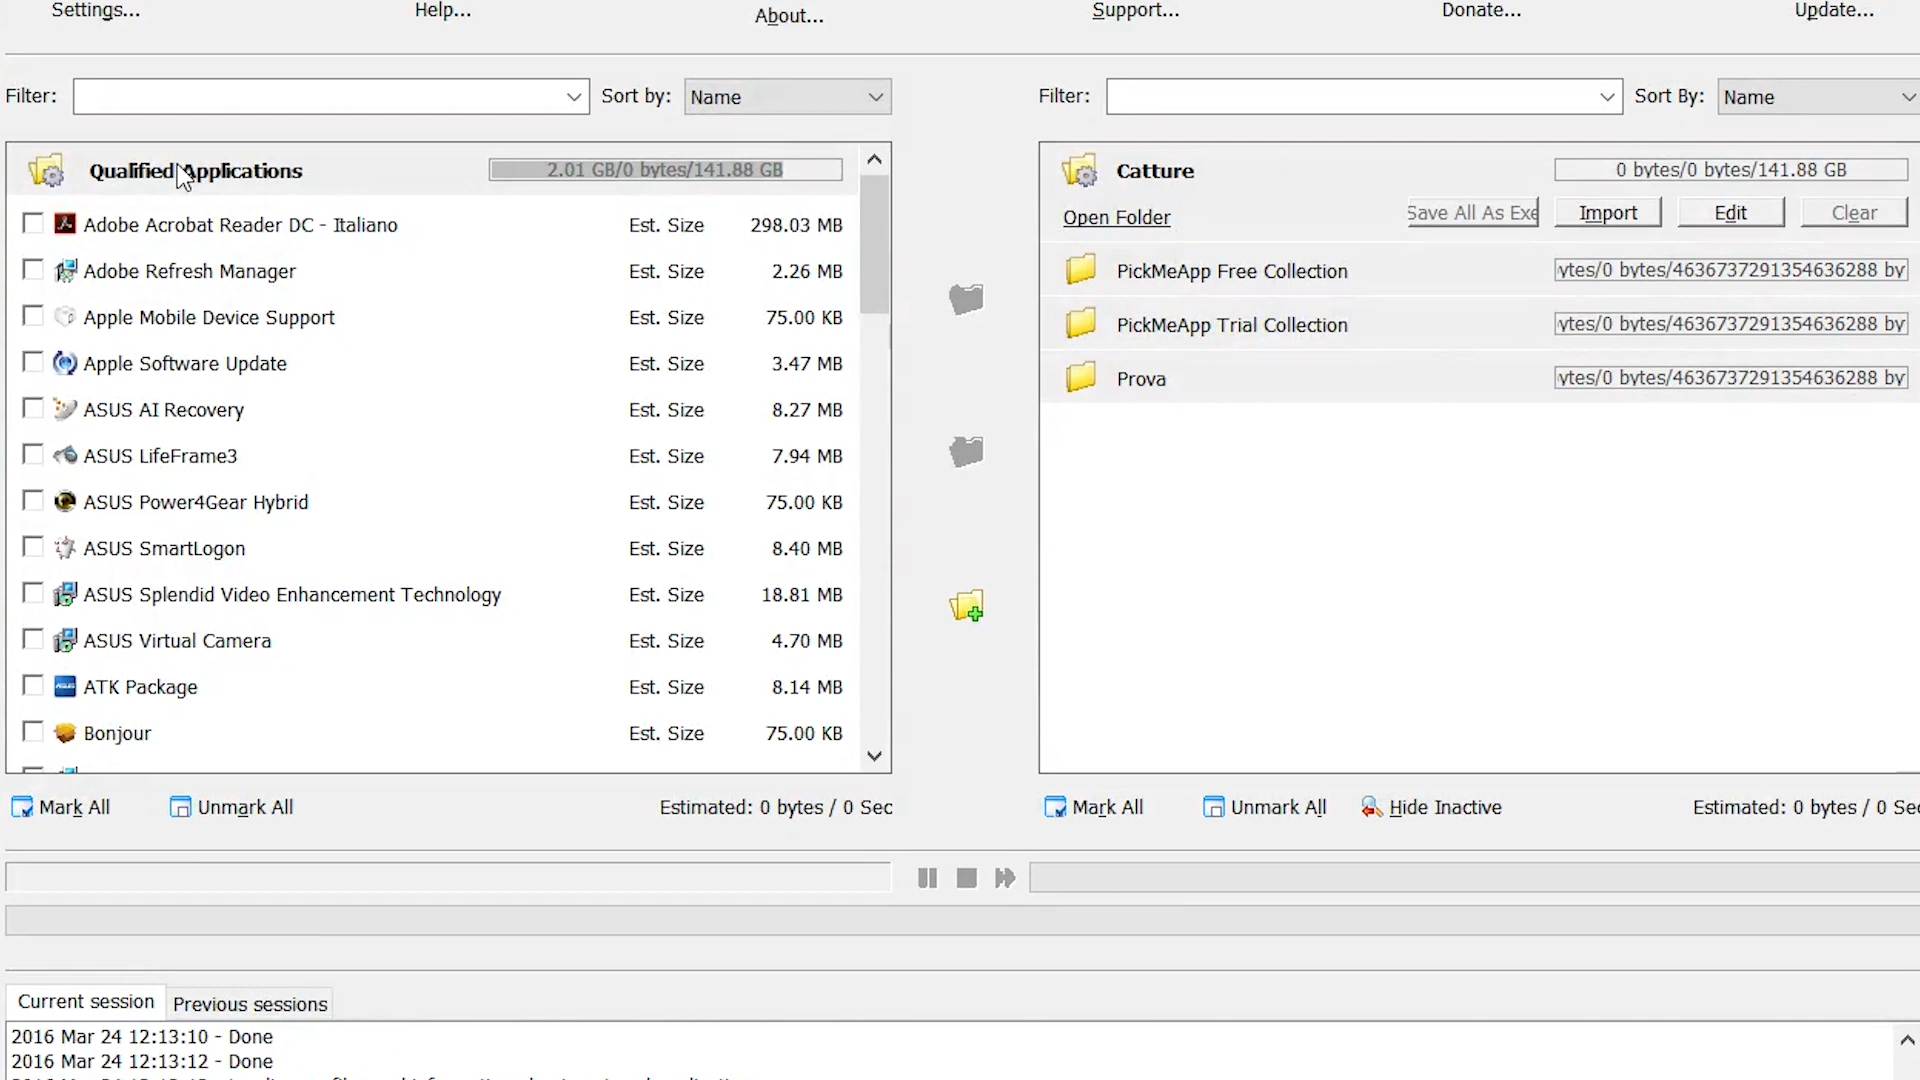 Settings... Help... About... Support... Donate... Update...
Filter: Sort by: Name Filter: Sort By: Name
Qualified Applications 2.01 GB/0 bytes/141.88 GB
Adobe Acrobat Reader DC - Italiano Est. Size 298.03 MB
Adobe Refresh Manager Est. Size 2.26 MB
Apple Mobile Device Support Est. Size 75.00 KB
Apple Software Update Est. Size 3.47 MB
ASUS AI Recovery Est. Size 8.27 MB
ASUS LifeFrame3 Est. Size 7.94 MB
ASUS Power4Gear Hybrid Est. Size 75.00 KB
ASUS SmartLogon Est. Size 8.40 MB
ASUS Splendid Video Enhancement Technology Est. Size 18.81 MB
ASUS Virtual Camera Est. Size 4.70 MB
ATK Package Est. Size 8.14 MB
Bonjour Est. Size 75.00 KB
Mark All Unmark All Estimated: 0 bytes / 0 Sec
Catture 0 bytes/0 bytes/141.88 GB
Open Folder Save All As Exe Import Edit Clear
PickMeApp Free Collection ytes/0 bytes/4636737291354636288 by
PickMeApp Trial Collection ytes/0 bytes/4636737291354636288 by
Prova ytes/0 bytes/4636737291354636288 by
Mark All Unmark All Hide Inactive Estimated: 0 bytes / 0 Sec
Current session Previous sessions
2016 Mar 24 12:13:10 - Done
2016 Mar 24 12:13:12 - Done